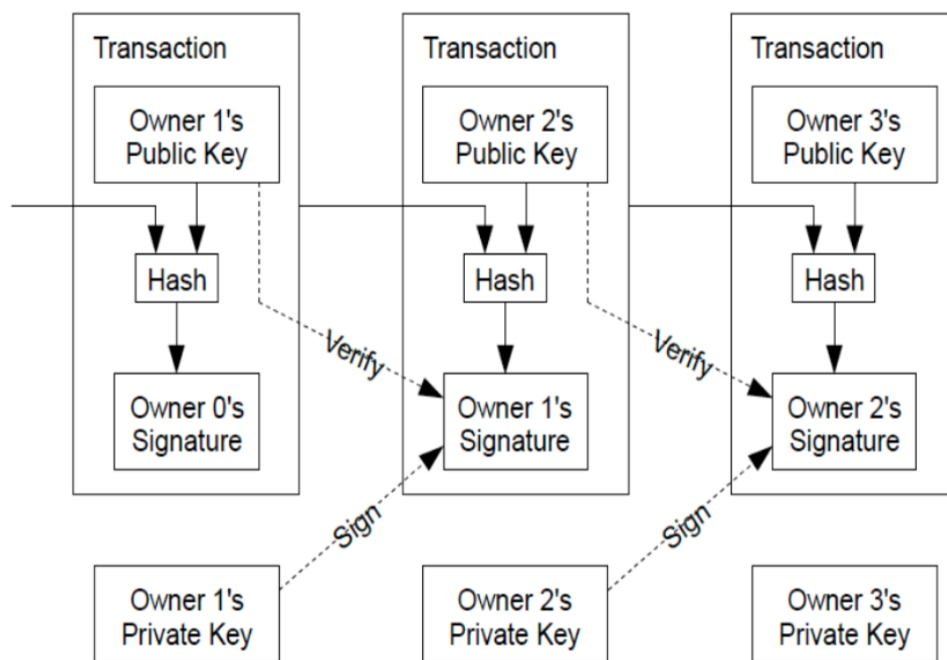 Transaction
Transaction
Transaction
Owner 1's
Public Key
Owner 2's
Public Key
Owner 3's
Public Key
Hash
Hash
Hash
Verify
Verify
Owner 0's
Signature
Owner 1's
Signature
Owner 2's
Signature
Sign
Sign
Owner 1's
Private Key
Owner 2's
Private Key
Owner 3's
Private Key